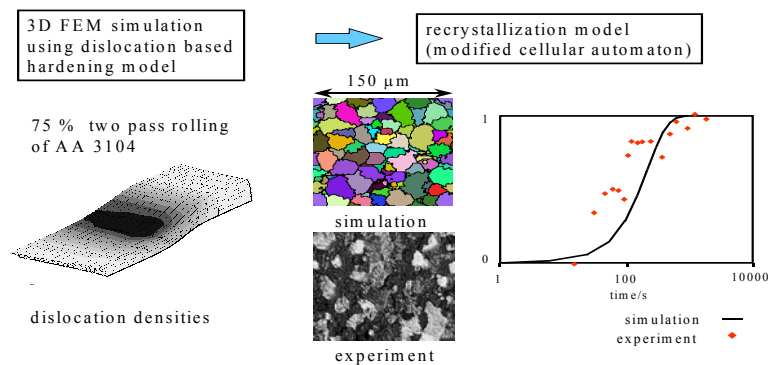 3D FEM simulation
using dislocation based
hardening model
recrystallization model
(modified cellular automaton)
150 µm
75 % two pass rolling
of AA 3104
simulation
experiment
dislocation densities
1
0
1
100
10000
time/s
simulation
experiment